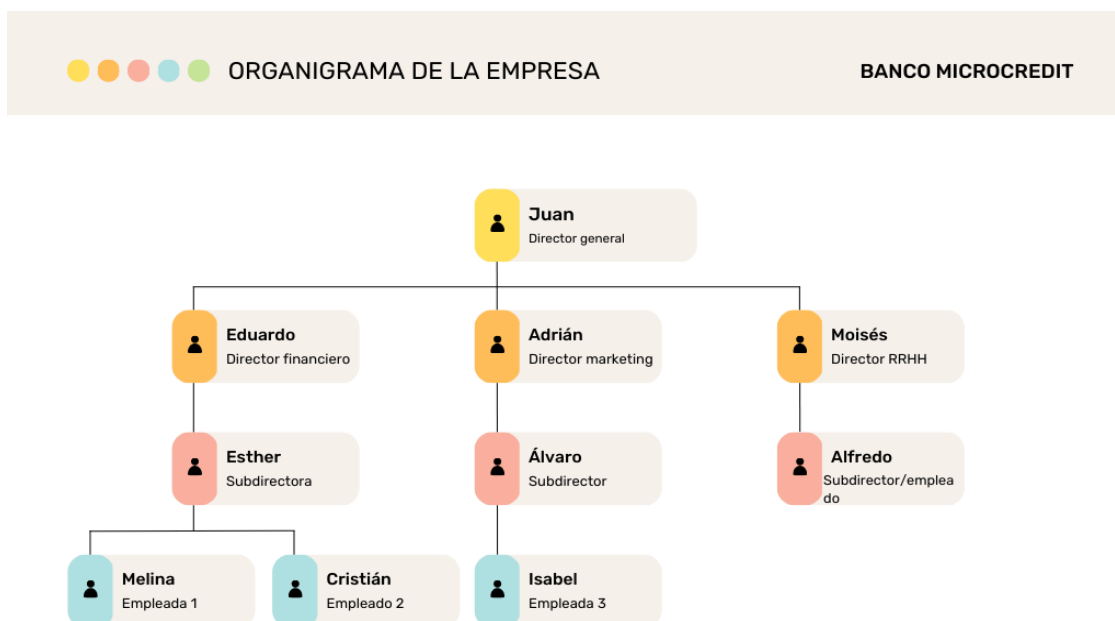 ORGANIGRAMA DE LA EMPRESA
BANCO MICROCREDIT
Juan
Director general
Eduardo
Director financiero
Adrián
Director marketing
Moisés
Director RRHH
Esther
Subdirectora
Álvaro
Subdirector
Alfredo
Subdirector/emplea
do
Melina
Empleada 1
Cristián
Empleado 2
Isabel
Empleada 3